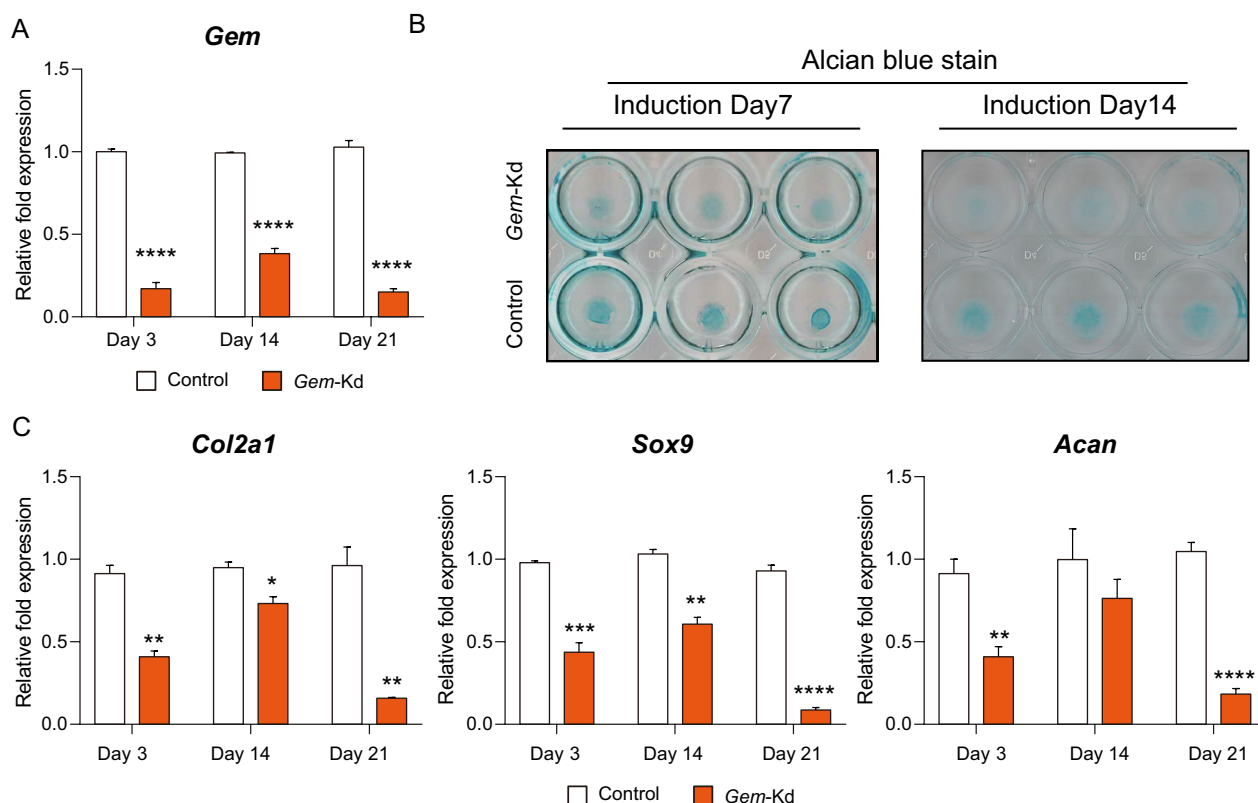 A
Gem
Relative fold expression
1.5
1.0
0.5
0.0
****
****
****
Day 3
Day 14
Day 21
Control
Gem-Kd
B
Alcian blue stain
Induction Day7
Induction Day14
Gem-Kd
Control
D4
D5
D4
D5
C
Col2a1
Relative fold expression
1.5
1.0
0.5
0.0
**
*
**
Day 3
Day 14
Day 21
Sox9
Relative fold expression
1.5
1.0
0.5
0.0
***
**
****
Day 3
Day 14
Day 21
Acan
Relative fold expression
1.5
1.0
0.5
0.0
**
****
Day 3
Day 14
Day 21
Control
Gem-Kd